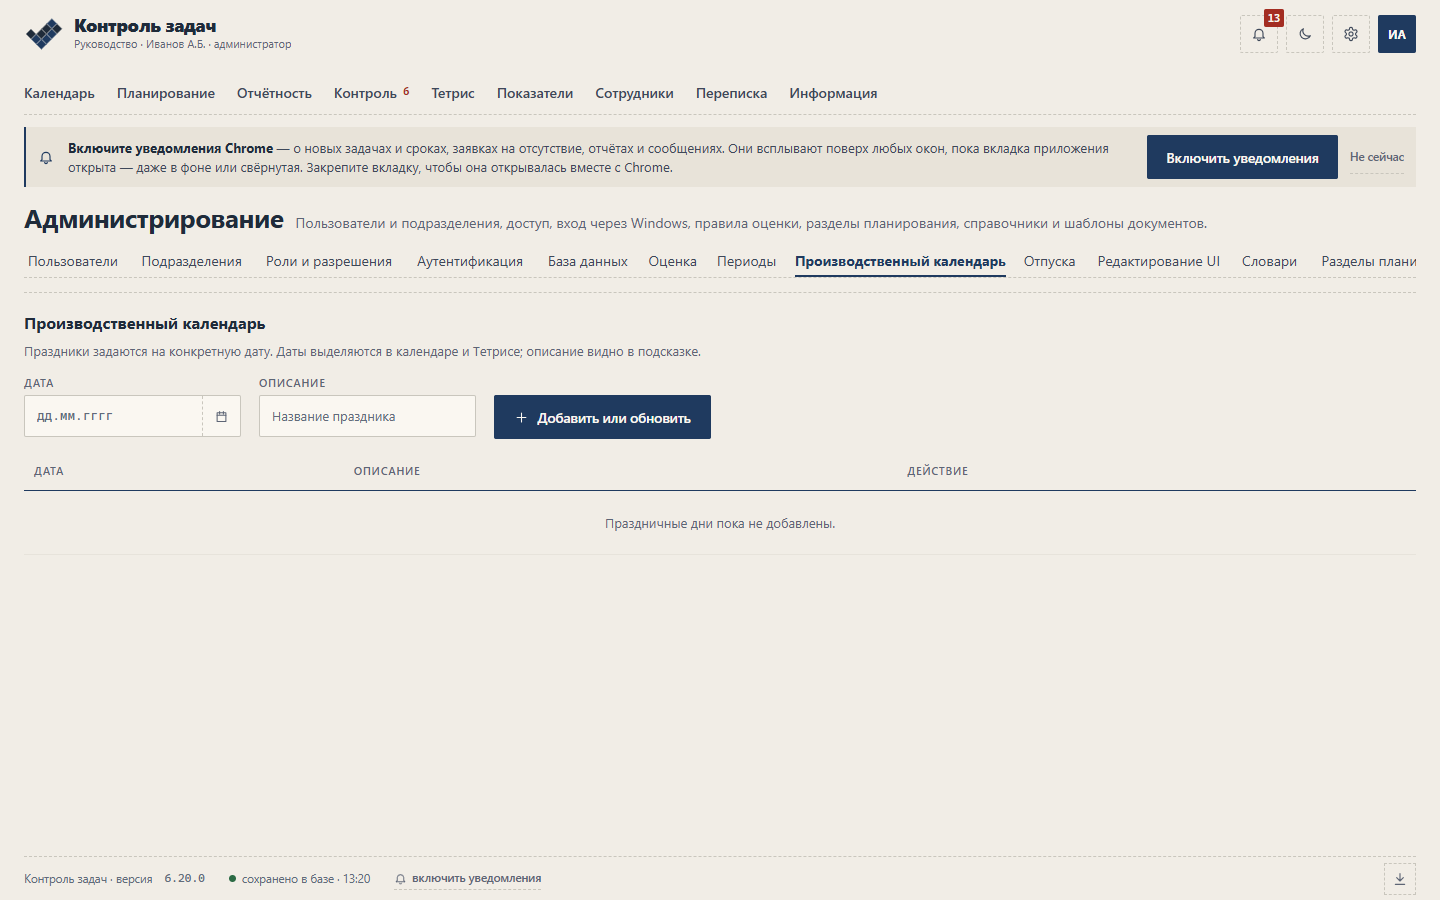 Контроль задач
Руководство · Иванов А.Б. · администратор
13
ИА
Календарь Планирование Отчётность Контроль 6 Тетрис Показатели Сотрудники Переписка Информация
Включите уведомления Chrome — о новых задачах и сроках, заявках на отсутствие, отчётах и сообщениях. Они всплывают поверх любых окон, пока вкладка приложения
открыта — даже в фоне или свёрнутая. Закрепите вкладку, чтобы она открывалась вместе с Chrome.
Включить уведомления
Не сейчас
Администрирование Пользователи и подразделения, доступ, вход через Windows, правила оценки, разделы планирования, справочники и шаблоны документов.
Пользователи Подразделения Роли и разрешения Аутентификация База данных Оценка Периоды Производственный календарь Отпуска Редактирование UI Словари Разделы плани
Производственный календарь
Праздники задаются на конкретную дату. Даты выделяются в календаре и Тетрисе; описание видно в подсказке.
ДАТА ОПИСАНИЕ
дд.мм.гггг Название праздника + Добавить или обновить
ДАТА ОПИСАНИЕ ДЕЙСТВИЕ
Праздничные дни пока не добавлены.
Контроль задач · версия 6.20.0 сохранено в базе · 13:20 включить уведомления